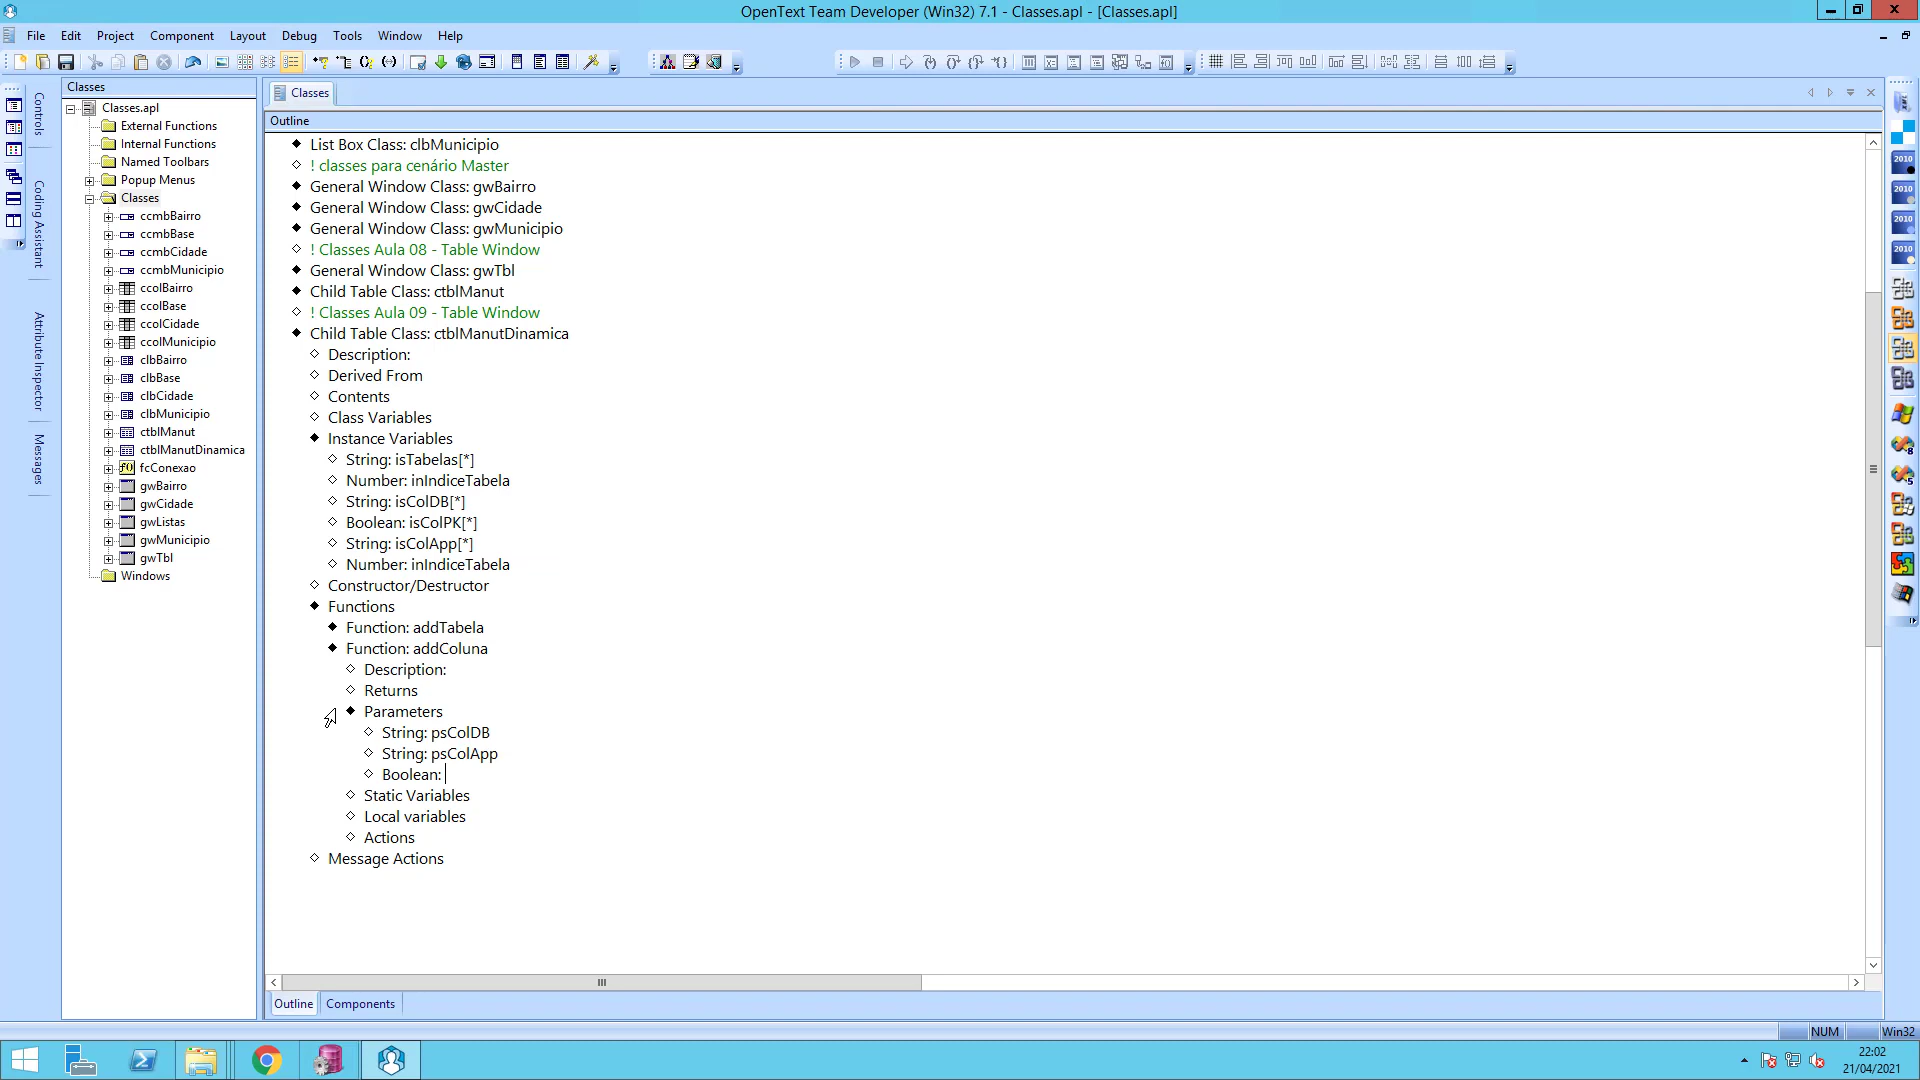 OpenText Team Developer (Win32) 7.1 - Classes.apl - [Classes.apl]
File Edit Project Component Layout Debug Tools Window Help
Classes
Classes.apl
External Functions
Internal Functions
Named Toolbars
Popup Menus
Classes
ccmbBairro
ccmbBase
ccmbCidade
ccmbMunicipio
ccolBairro
ccolBase
ccolCidade
ccolMunicipio
clbBairro
clbBase
clbCidade
clbMunicipio
ctblManut
ctblManutDinamica
fcConexao
gwBairro
gwCidade
gwListas
gwMunicipio
gwTbl
Windows
Controls
Coding Assistant
Attribute Inspector
Messages
Classes
Outline
List Box Class: clbMunicipio
! classes para cenário Master
General Window Class: gwBairro
General Window Class: gwCidade
General Window Class: gwMunicipio
! Classes Aula 08 - Table Window
General Window Class: gwTbl
Child Table Class: ctblManut
! Classes Aula 09 - Table Window
Child Table Class: ctblManutDinamica
Description:
Derived From
Contents
Class Variables
Instance Variables
String: isTabelas[*]
Number: inIndiceTabela
String: isColDB[*]
Boolean: isColPK[*]
String: isColApp[*]
Number: inIndiceTabela
Constructor/Destructor
Functions
Function: addTabela
Function: addColuna
Description:
Returns
Parameters
String: psColDB
String: psColApp
Boolean:
Static Variables
Local variables
Actions
Message Actions
Outline Components
2010
2010
2010
2010
NUM Win32
22:02
21/04/2021